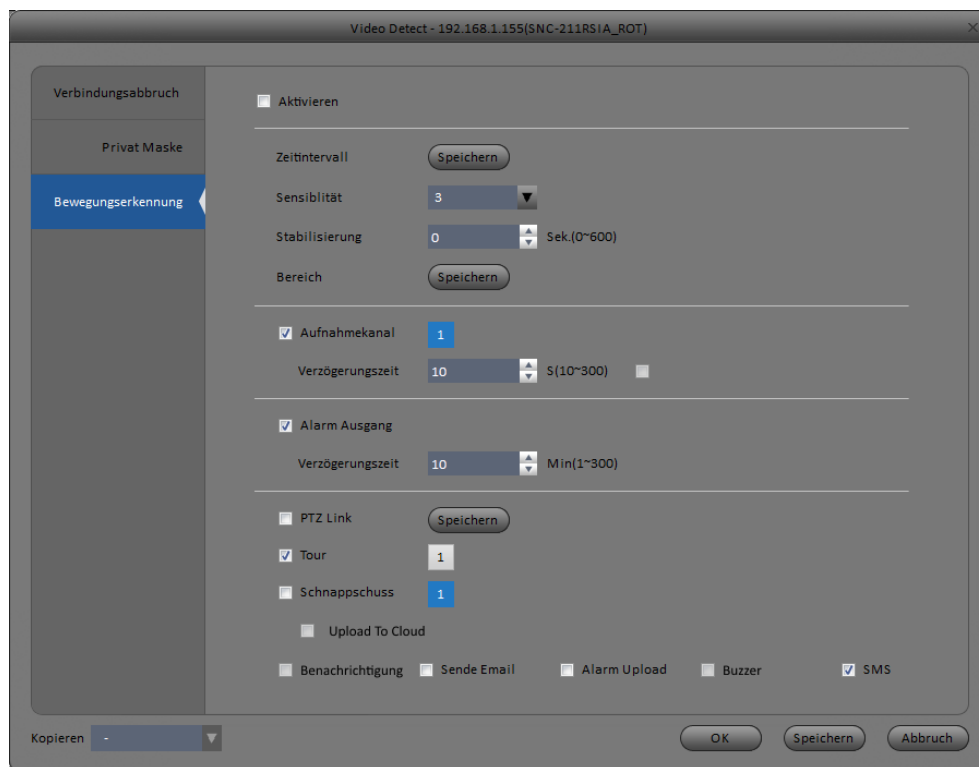 Video Detect - 192.168.1.155(SNC-211RSIA_ROT)
Verbindungsabbruch
Privat Maske
Bewegungserkennung
Aktivieren
Zeitintervall Speichern
Sensiblität 3
Stabilisierung 0 Sek.(0~600)
Bereich Speichern
Aufnahmekanal 1
Verzögerungszeit 10 S(10~300)
Alarm Ausgang
Verzögerungszeit 10 Min(1~300)
PTZ Link Speichern
Tour 1
Schnappschuss 1
Upload To Cloud
Benachrichtigung Sende Email Alarm Upload Buzzer SMS
Kopieren - OK Speichern Abbruch